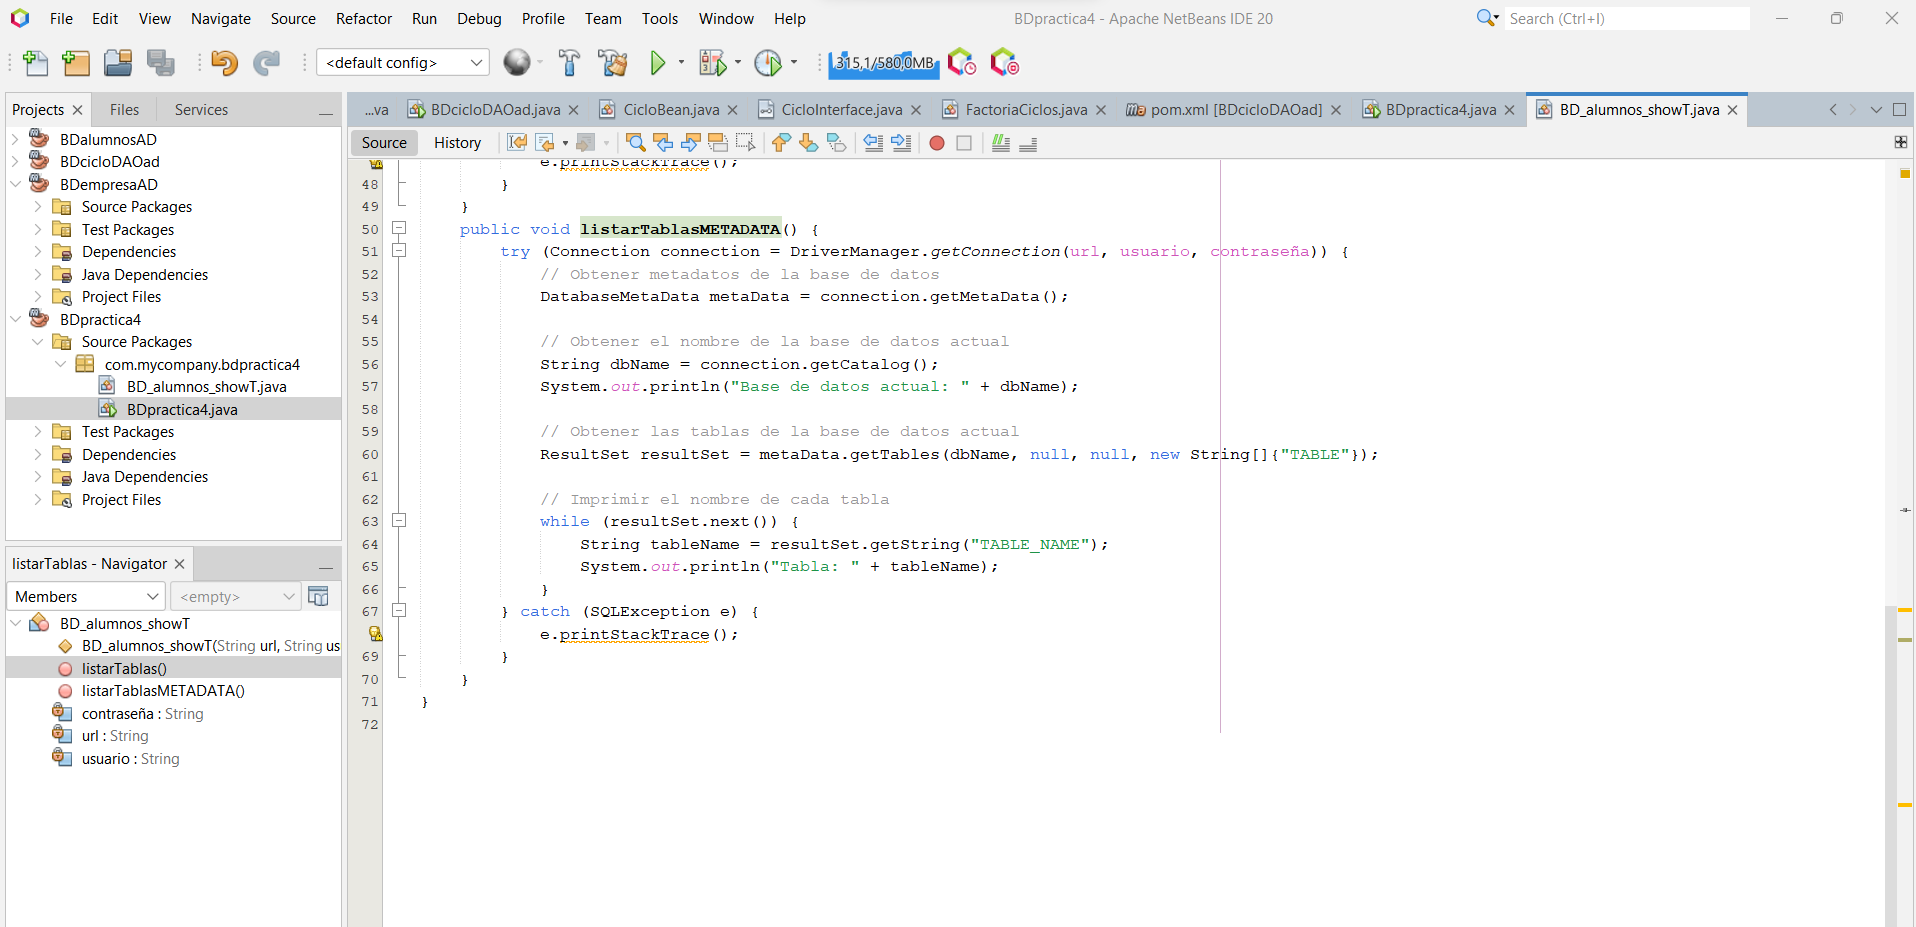 File Edit View Navigate Source Refactor Run Debug Profile Team Tools Window Help
BDpractica4 - Apache NetBeans IDE 20
Search (Ctrl+I)
<default config>
315,1/580,0MB
Projects Files Services
...va BDcicloDAOad.java CicloBean.java CicloInterface.java FactoriaCiclos.java pom.xml [BDcicloDAOad] BDpractica4.java BD_alumnos_showT.java
Source History
BDalumnosAD
BDcicloDAOad
BDempresaAD
Source Packages
Test Packages
Dependencies
Java Dependencies
Project Files
BDpractica4
Source Packages
com.mycompany.bdpractica4
BD_alumnos_showT.java
BDpractica4.java
Test Packages
Dependencies
Java Dependencies
Project Files
listarTablas - Navigator
Members <empty>
BD_alumnos_showT
BD_alumnos_showT(String url, String us
listarTablas()
listarTablasMETADATA()
contraseña : String
url : String
usuario : String
e.printStackTrace();
48 }
49 }
50 public void listarTablasMETADATA() {
51 try (Connection connection = DriverManager.getConnection(url, usuario, contraseña)) {
52 // Obtener metadatos de la base de datos
53 DatabaseMetaData metaData = connection.getMetaData();
54
55 // Obtener el nombre de la base de datos actual
56 String dbName = connection.getCatalog();
57 System.out.println("Base de datos actual: " + dbName);
58
59 // Obtener las tablas de la base de datos actual
60 ResultSet resultSet = metaData.getTables(dbName, null, null, new String[]{"TABLE"});
61
62 // Imprimir el nombre de cada tabla
63 while (resultSet.next()) {
64 String tableName = resultSet.getString("TABLE_NAME");
65 System.out.println("Tabla: " + tableName);
66 }
67 } catch (SQLException e) {
e.printStackTrace();
69 }
70 }
71 }
72